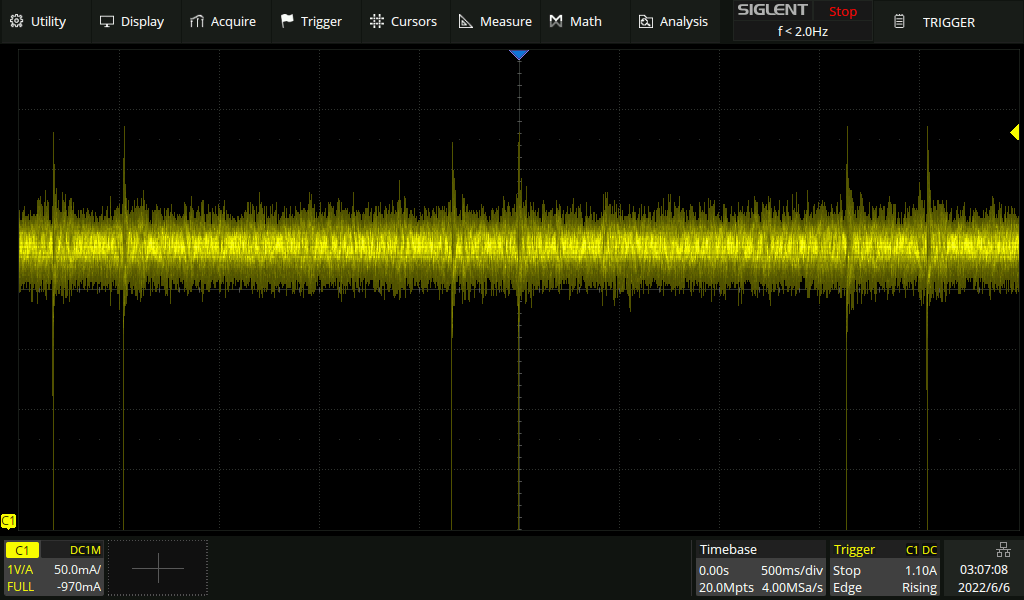 Utility Display Acquire Trigger Cursors Measure Math Analysis SIGLENT Stop TRIGGER
f < 2.0Hz
C1
C1 DC1M
1V/A 50.0mA/
FULL -970mA
Timebase
0.00s 500ms/div
20.0Mpts 4.00MSa/s
Trigger C1 DC
Stop 1.10A
Edge Rising
03:07:08
2022/6/6